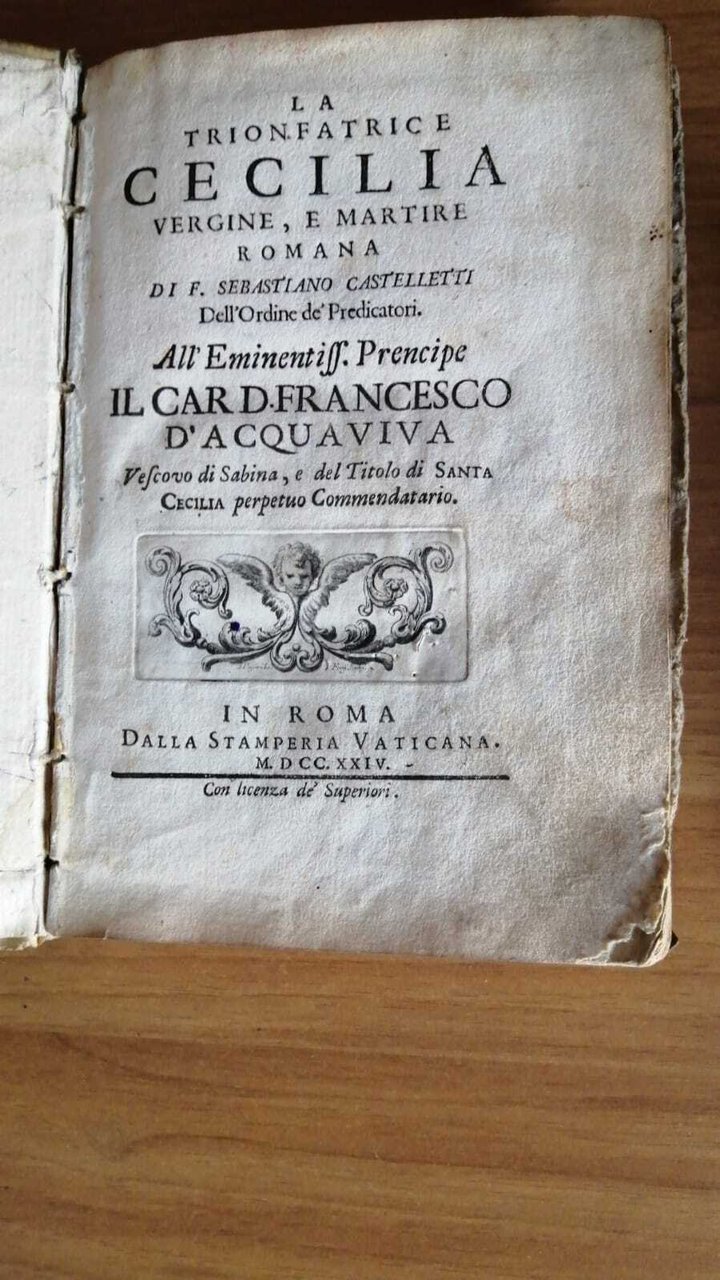 LA
TRIONFATRICE
CECILIA
VERGINE, E MARTIRE
ROMANA
DI F. SEBASTIANO CASTELLETTI
Dell'Ordine de' Predicatori.
All' Eminentiſſ. Prencipe
IL CARD. FRANCESCO
D'ACQUAVIVA
Veſcovo di Sabina, e del Titolo di SANTA
CECILIA perpetuo Commendatario.
IN ROMA
DALLA STAMPERIA VATICANA.
M. DCC. XXIV.
Con licenza de' Superiori.